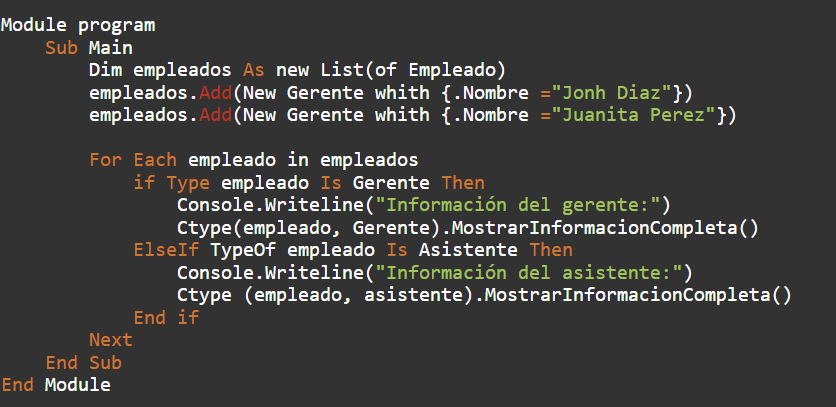 Module program
    Sub Main
        Dim empleados As new List(of Empleado)
        empleados.Add(New Gerente whith {.Nombre ="Jonh Diaz"})
        empleados.Add(New Gerente whith {.Nombre ="Juanita Perez"})

        For Each empleado in empleados
            if Type empleado Is Gerente Then
                Console.Writeline("Información del gerente:")
                Ctype(empleado, Gerente).MostrarInformacionCompleta()
            ElseIf TypeOf empleado Is Asistente Then
                Console.Writeline("Información del asistente:")
                Ctype (empleado, asistente).MostrarInformacionCompleta()
            End if
        Next
    End Sub
End Module